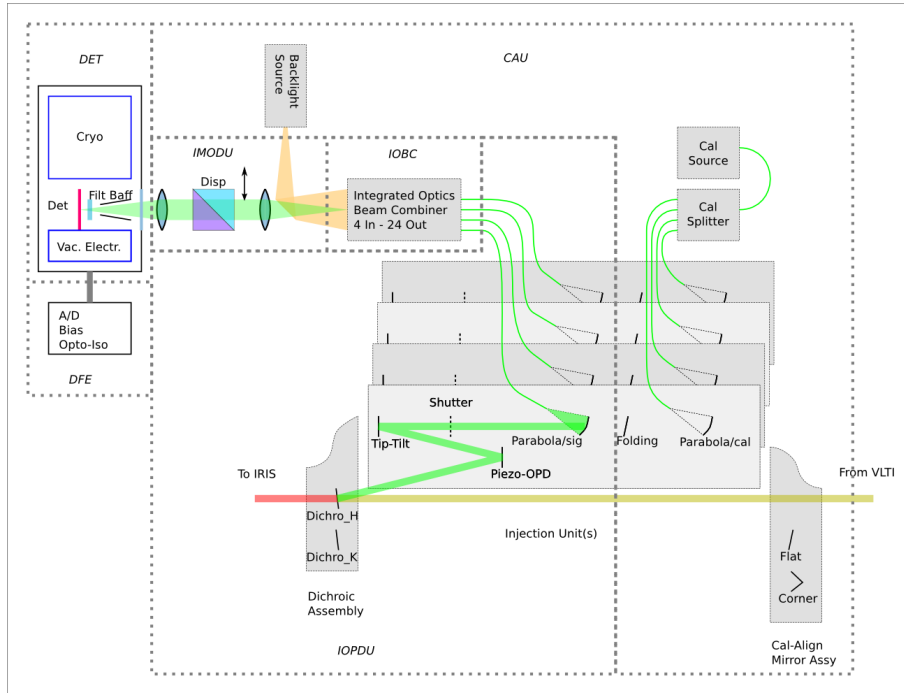 DET
CAU
Backlight
Source
Cryo
IMODU
IOBC
Cal
Source
Disp
Filt Baff
Det
Integrated Optics
Beam Combiner
4 In - 24 Out
Cal
Splitter
Vac. Electr.
A/D
Bias
Opto-Iso
DFE
Shutter
Tip-Tilt
Parabola/sig
Folding
Parabola/cal
Piezo-OPD
To IRIS
From VLTI
Dichro_H
Injection Unit(s)
Dichro_K
Flat
Corner
Dichroic
Assembly
Cal-Align
Mirror Assy
IOPDU